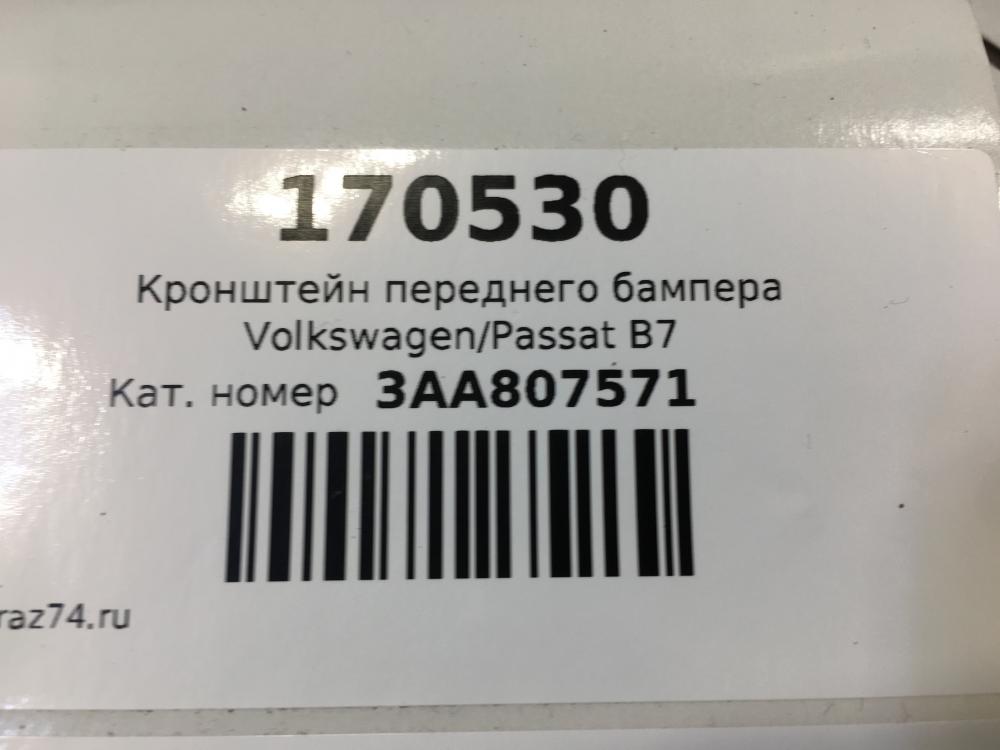 170530
Кронштейн переднего бампера
Volkswagen/Passat B7
Кат. номер 3AA807571
raz74.ru